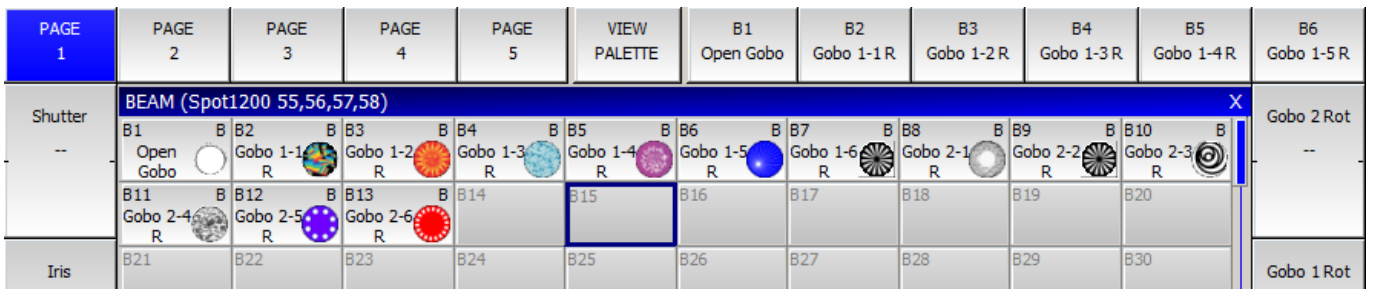 PAGE
1
PAGE
2
PAGE
3
PAGE
4
PAGE
5
VIEW
PALETTE
B1
Open Gobo
B2
Gobo 1-1 R
B3
Gobo 1-2 R
B4
Gobo 1-3 R
B5
Gobo 1-4 R
B6
Gobo 1-5 R
Shutter
--
BEAM (Spot1200 55,56,57,58) X
Gobo 2 Rot
--
B1 B
Open
Gobo
B2 B
Gobo 1-1
R
B3 B
Gobo 1-2
R
B4 B
Gobo 1-3
R
B5 B
Gobo 1-4
R
B6 B
Gobo 1-5
R
B7 B
Gobo 1-6
R
B8 B
Gobo 2-1
R
B9 B
Gobo 2-2
R
B10 B
Gobo 2-3
R
B11 B
Gobo 2-4
R
B12 B
Gobo 2-5
R
B13 B
Gobo 2-6
R
B14
B15
B16
B17
B18
B19
B20
Iris
B21
B22
B23
B24
B25
B26
B27
B28
B29
B30
Gobo 1 Rot